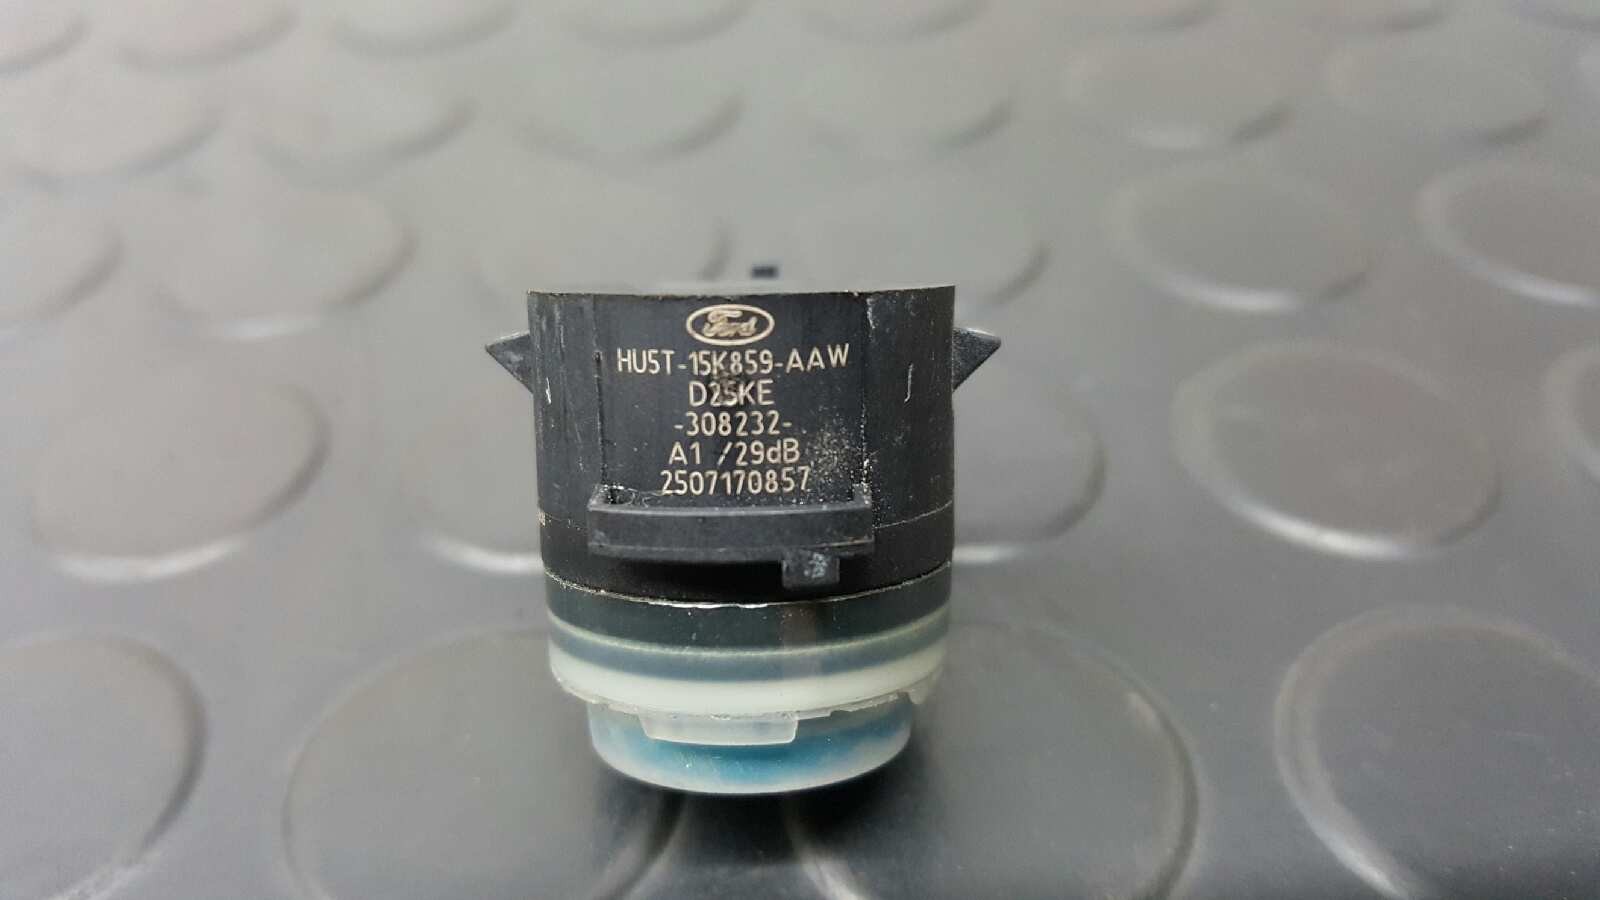 Ford
HU5T-15K859-AAW
D25KE
-308232-
A1 /29dB
2507170857